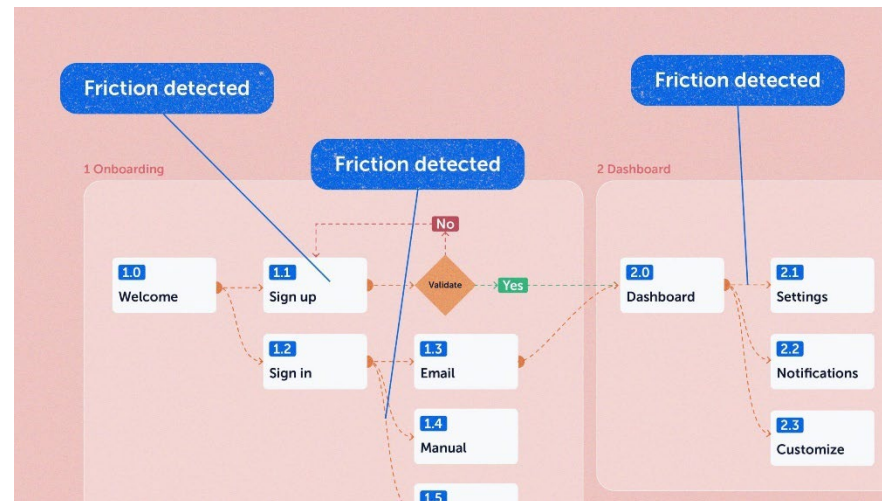 Friction detected
Friction detected
Friction detected
1 Onboarding
2 Dashboard
No
1.0
Welcome
1.1
Sign up
Validate
Yes
2.0
Dashboard
2.1
Settings
1.2
Sign in
1.3
Email
2.2
Notifications
1.4
Manual
2.3
Customize
1.5